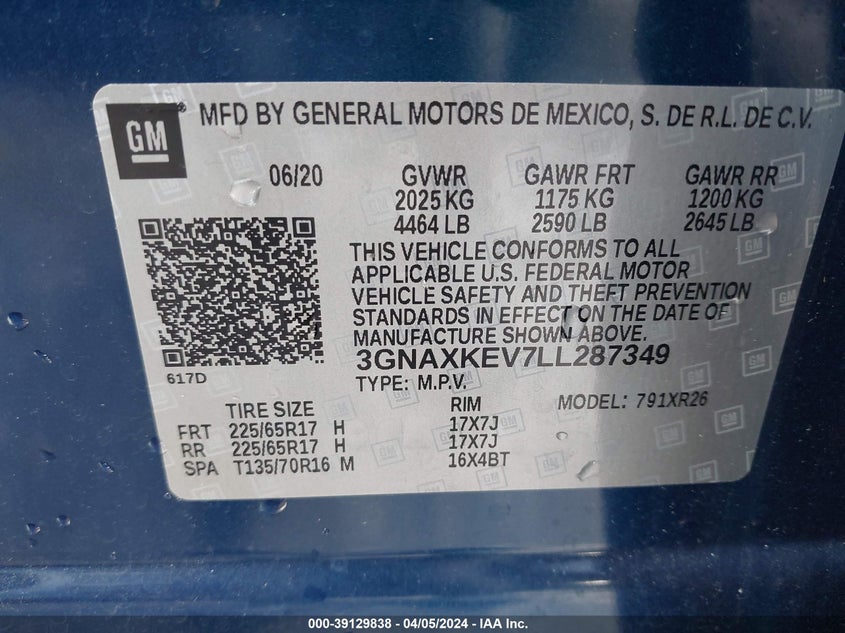 GM
® MFD BY GENERAL MOTORS DE MEXICO, S. DE R.L. DE C.V.
06/20 GVWR GAWR FRT GAWR RR
2025 KG 1175 KG 1200 KG
4464 LB 2590 LB 2645 LB
THIS VEHICLE CONFORMS TO ALL
APPLICABLE U.S. FEDERAL MOTOR
VEHICLE SAFETY AND THEFT PREVENTION
STANDARDS IN EFFECT ON THE DATE OF
MANUFACTURE SHOWN ABOVE.
3GNAXKEV7LL287349
617D
TYPE: M.P.V. MODEL: 791XR26
TIRE SIZE RIM
FRT 225/65R17 H 17X7J
RR 225/65R17 H 17X7J
SPA T135/70R16 M 16X4BT
000-39129838 - 04/05/2024 - IAA Inc.